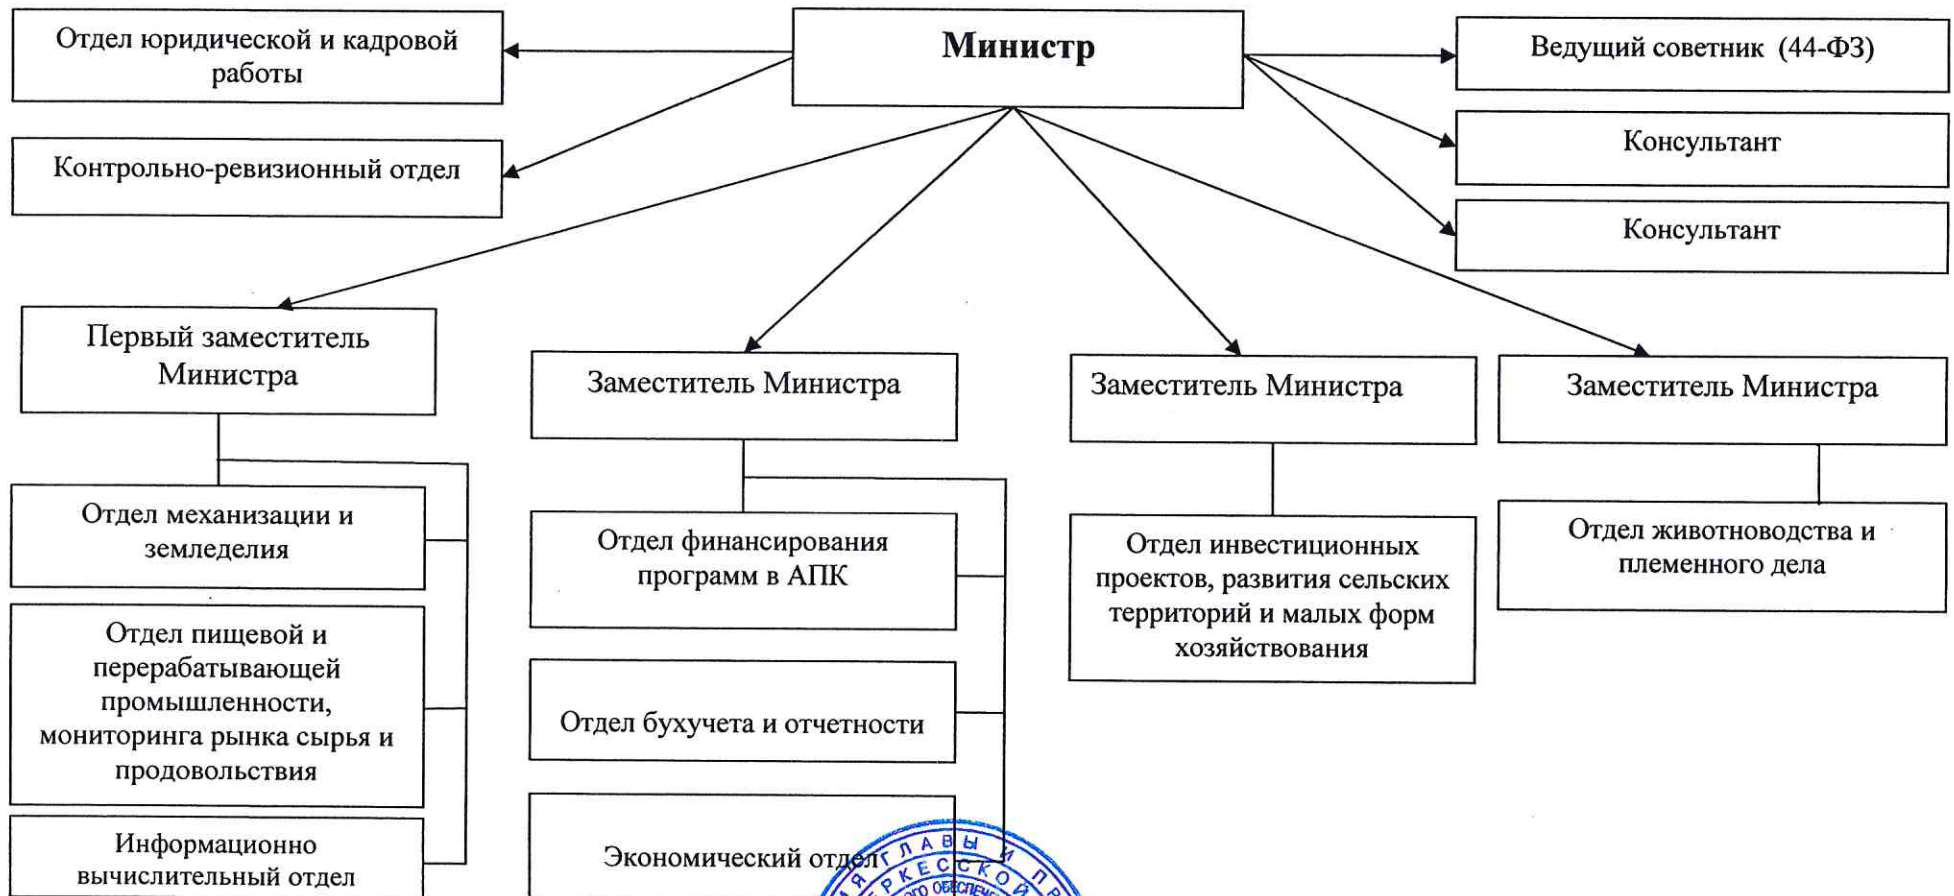 Министр
Отдел юридической и кадровой
работы
Контрольно-ревизионный отдел
Ведущий советник (44-ФЗ)
Консультант
Консультант
Первый заместитель
Министра
Заместитель Министра
Заместитель Министра
Заместитель Министра
Отдел механизации и
земледелия
Отдел пищевой и
перерабатывающей
промышленности,
мониторинга рынка сырья и
продовольствия
Информационно
вычислительный отдел
Отдел финансирования
программ в АПК
Отдел бухучета и отчетности
Экономический отдел
Отдел инвестиционных
проектов, развития сельских
территорий и малых форм
хозяйствования
Отдел животноводства и
племенного дела
ГЛАВЫ И